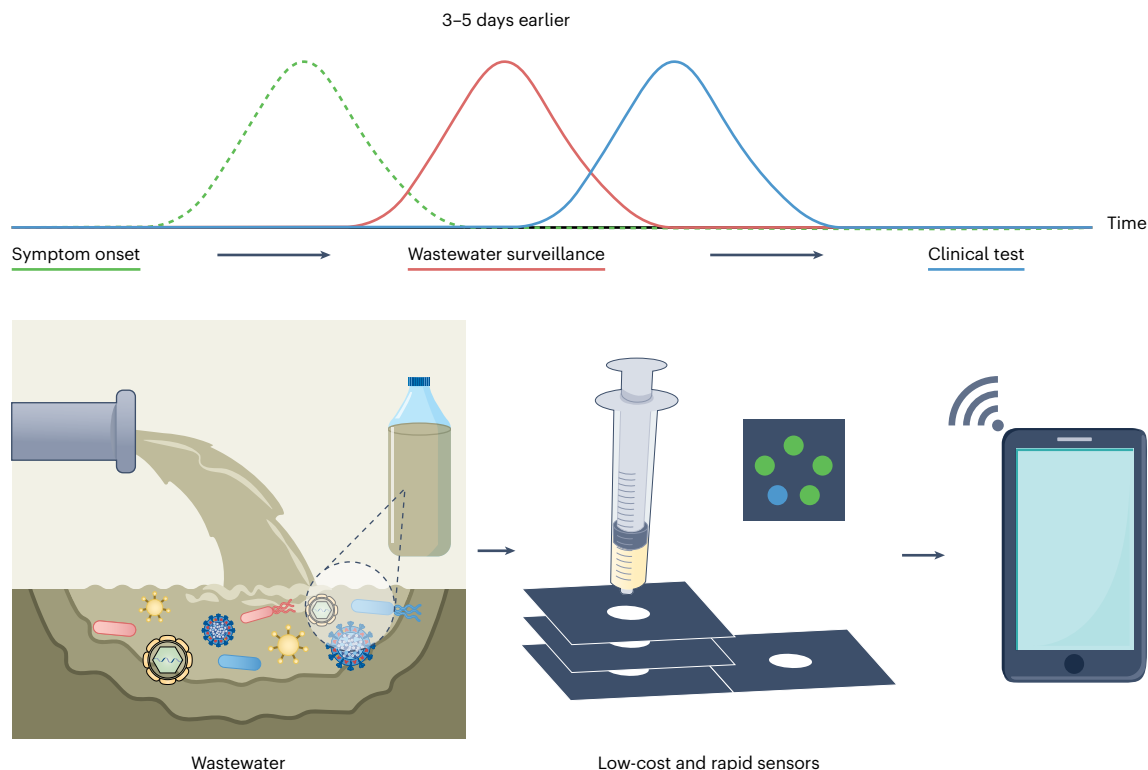 3–5 days earlier
Time
Symptom onset
Wastewater surveillance
Clinical test
Wastewater
Low-cost and rapid sensors